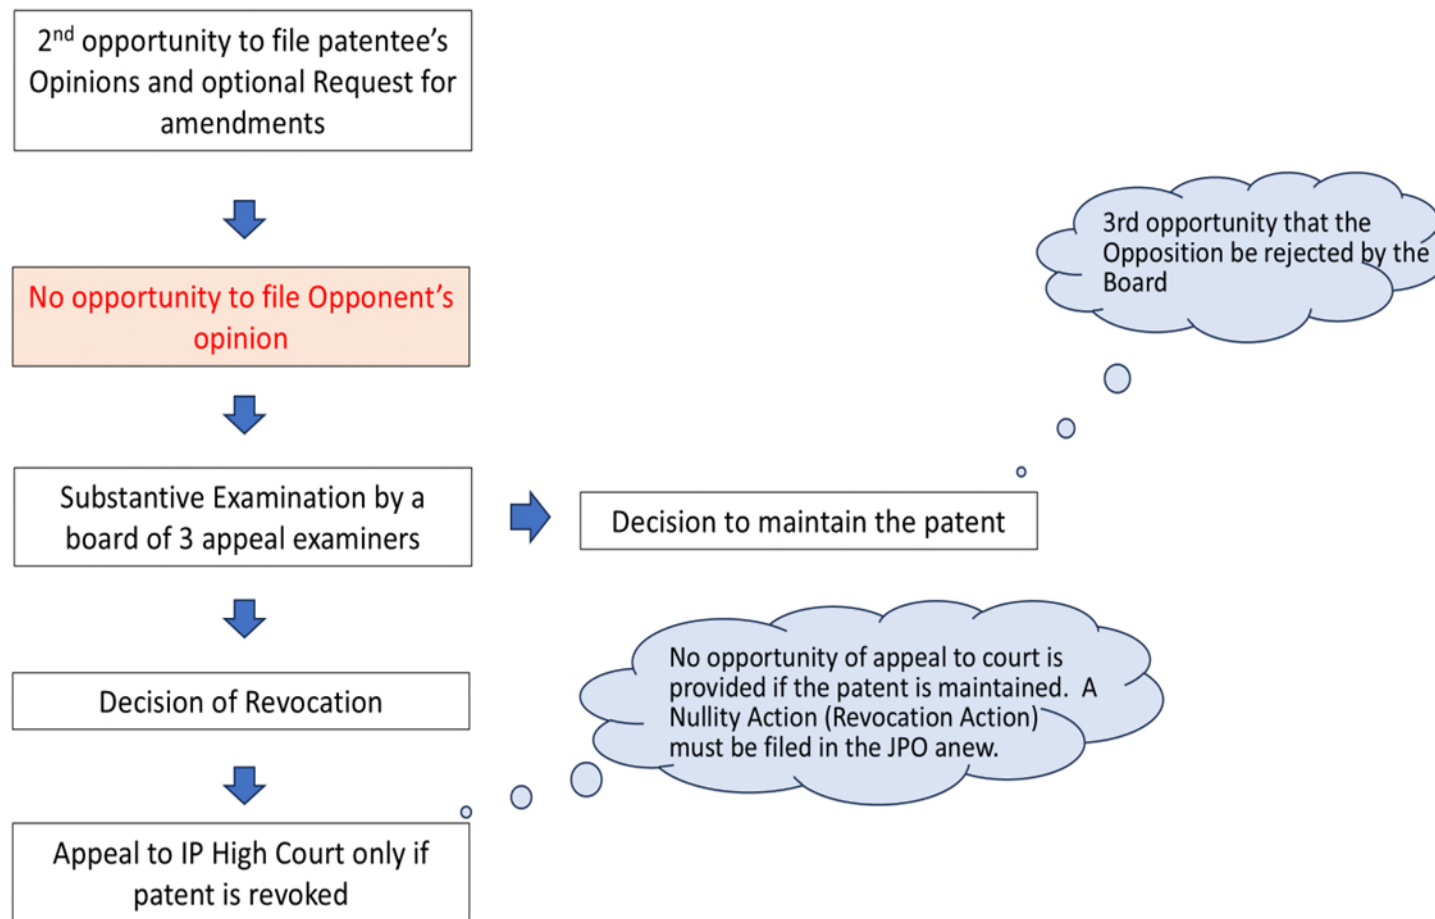 2nd opportunity to file patentee’s
Opinions and optional Request for
amendments
No opportunity to file Opponent’s
opinion
3rd opportunity that the
Opposition be rejected by the
Board
Substantive Examination by a
board of 3 appeal examiners
Decision to maintain the patent
No opportunity of appeal to court is
provided if the patent is maintained.  A
Nullity Action (Revocation Action)
must be filed in the JPO anew.
Decision of Revocation
Appeal to IP High Court only if
patent is revoked